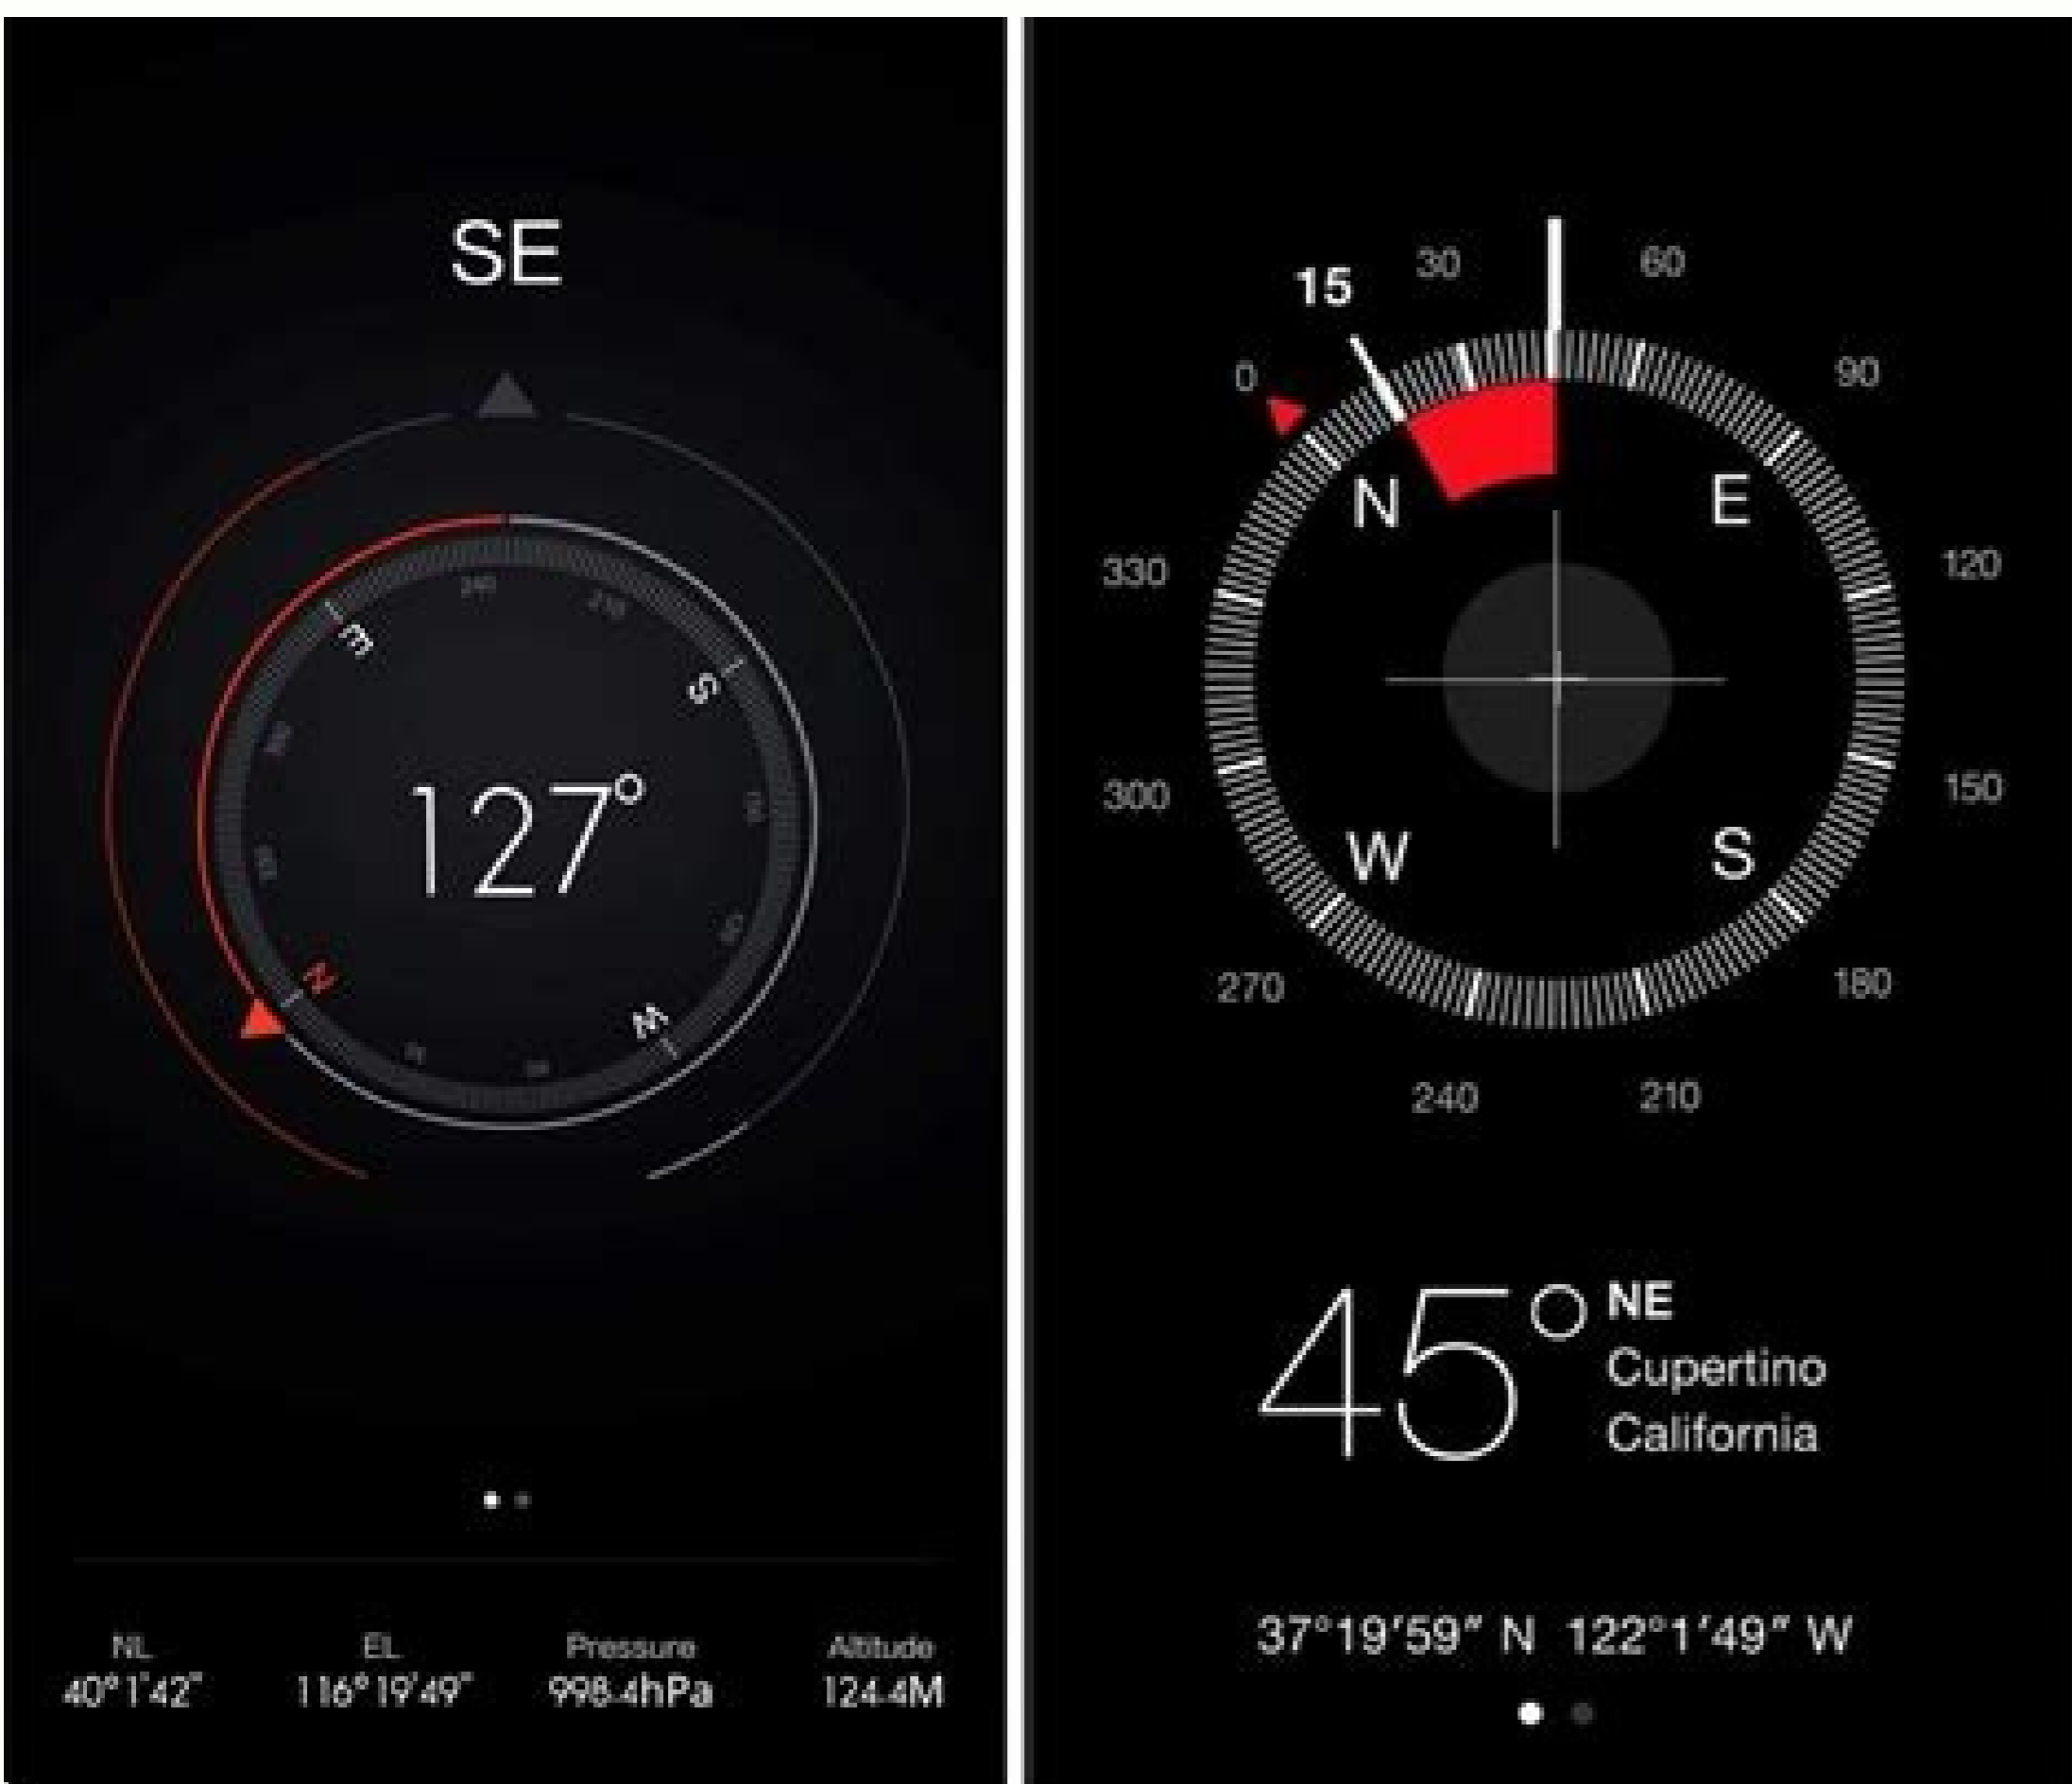 SE
240
210
E
S
127°
N
W
NL EL Pressure Altitude
40°1'42" 116°19'49" 998.4hPa 124.4M
30 60
15
0 90
N E
330 120
300 150
W S
270 180
240 210
45° NE
Cupertino
California
37°19'59" N 122°1'49" W